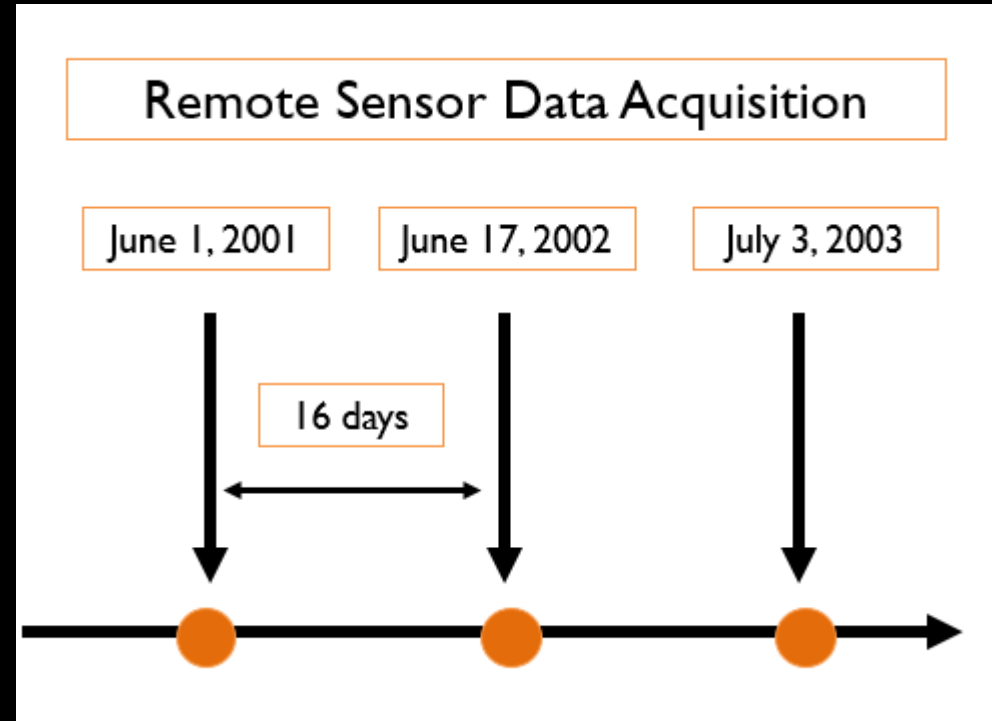 Remote Sensor Data Acquisition
June 1, 2001
June 17, 2002
July 3, 2003
16 days